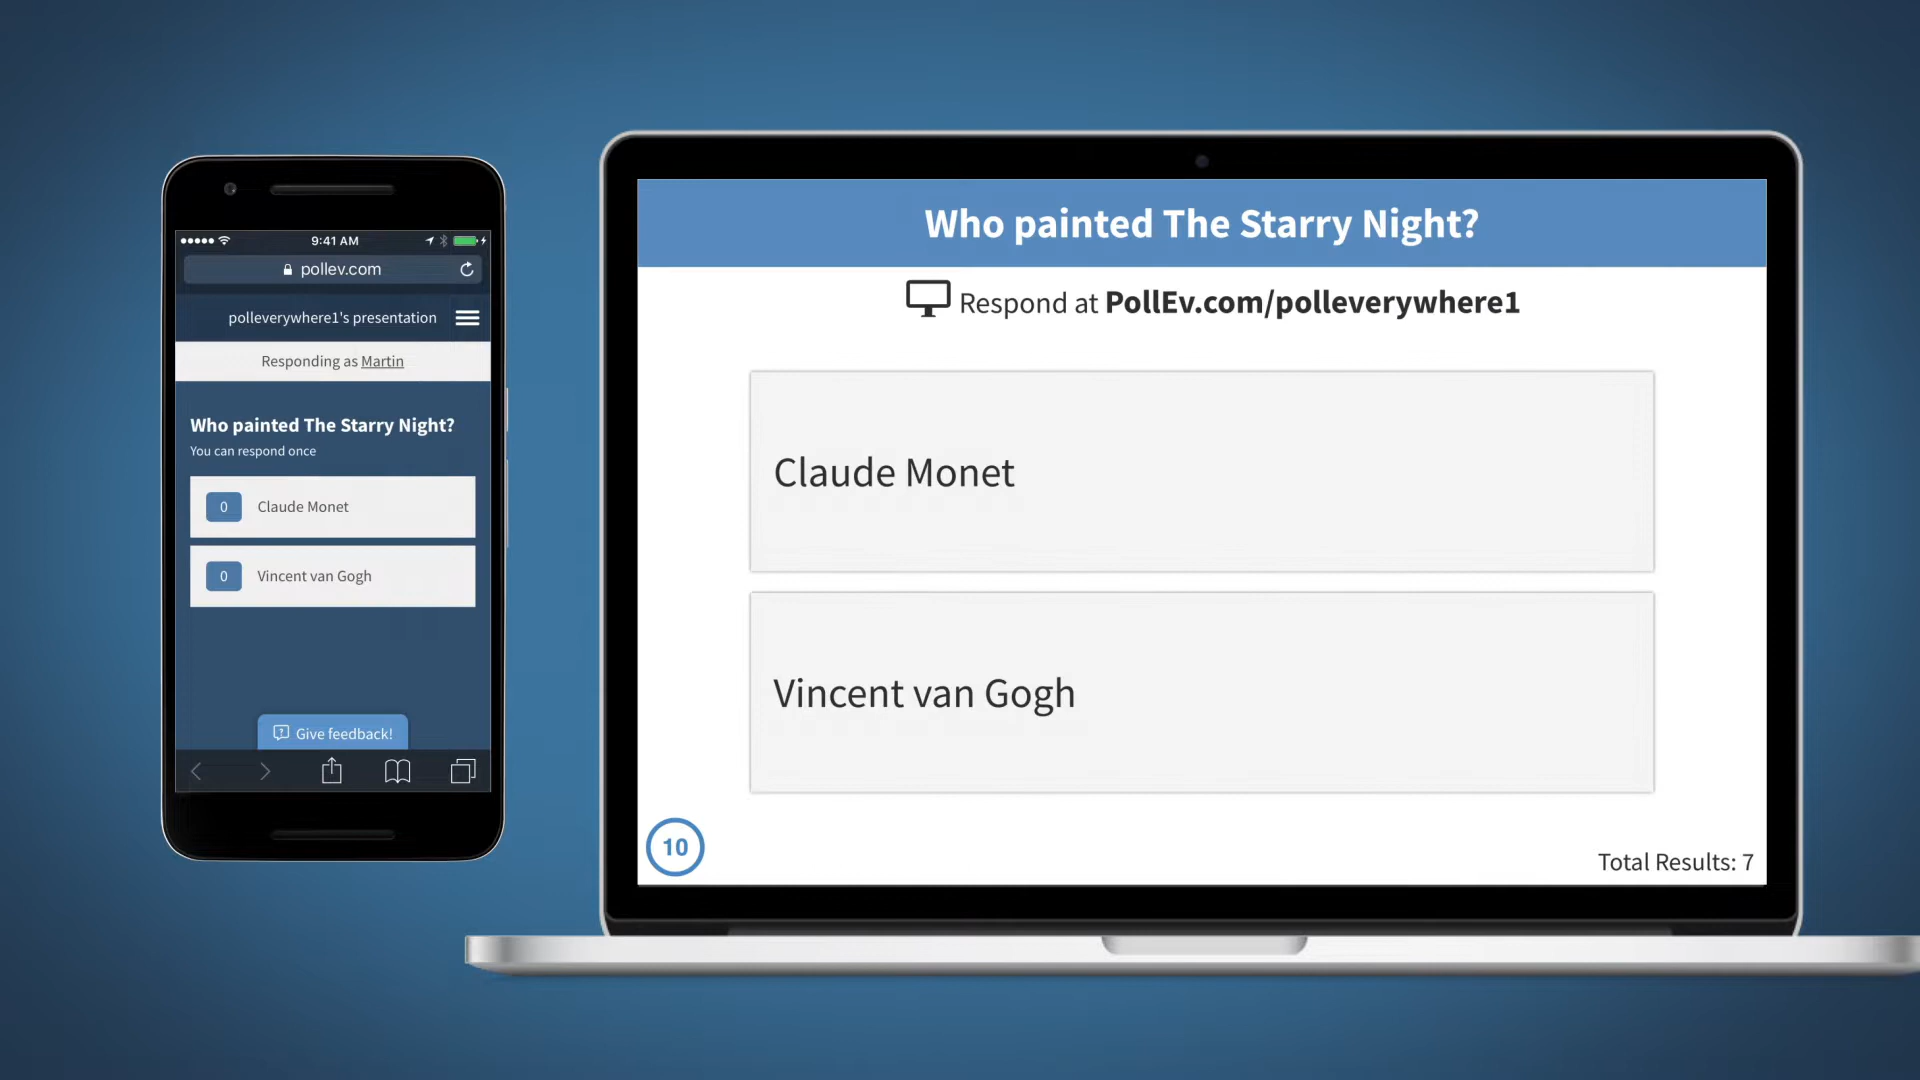 9:41 AM
pollev.com
polleverywhere1's presentation
Responding as Martin
Who painted The Starry Night?
You can respond once
0 Claude Monet
0 Vincent van Gogh
Give feedback!
Who painted The Starry Night?
Respond at PollEv.com/polleverywhere1
Claude Monet
Vincent van Gogh
10
Total Results: 7